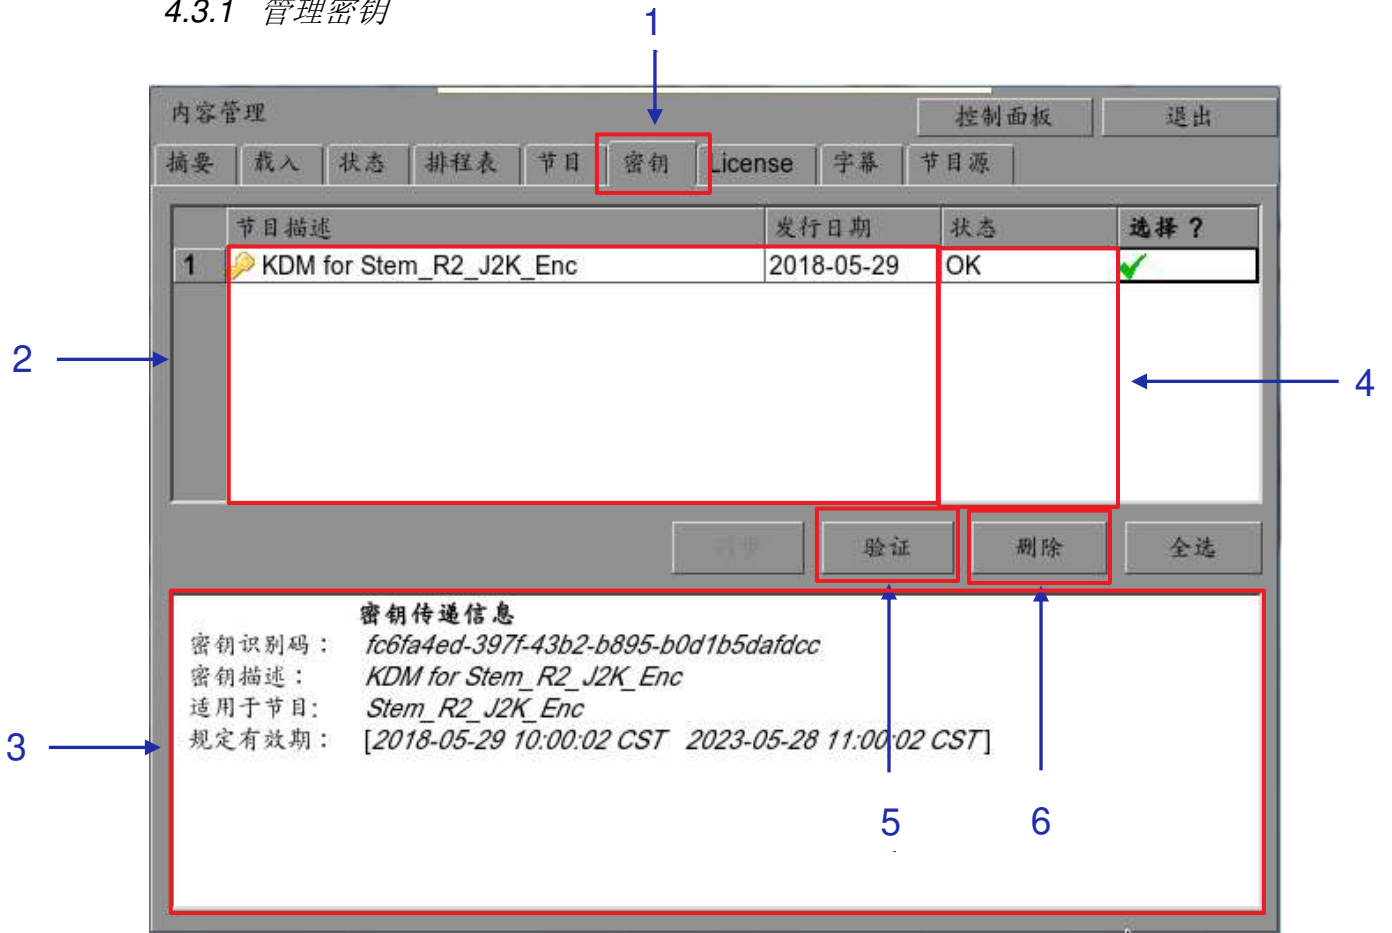 4.3.1 管理密钥
1
内容管理 控制面板 退出
摘要 载入 状态 排程表 节目 密钥 License 字幕 节目源
节目描述 发行日期 状态 选择？
1 KDM for Stem_R2_J2K_Enc 2018-05-29 OK
2
4
验证 删除 全选
密钥传递信息
密钥识别码： fc6fa4ed-397f-43b2-b895-b0d1b5dafdcc
密钥描述： KDM for Stem_R2_J2K_Enc
适用于节目: Stem_R2_J2K_Enc
规定有效期： [2018-05-29 10:00:02 CST 2023-05-28 11:00:02 CST]
3
5 6